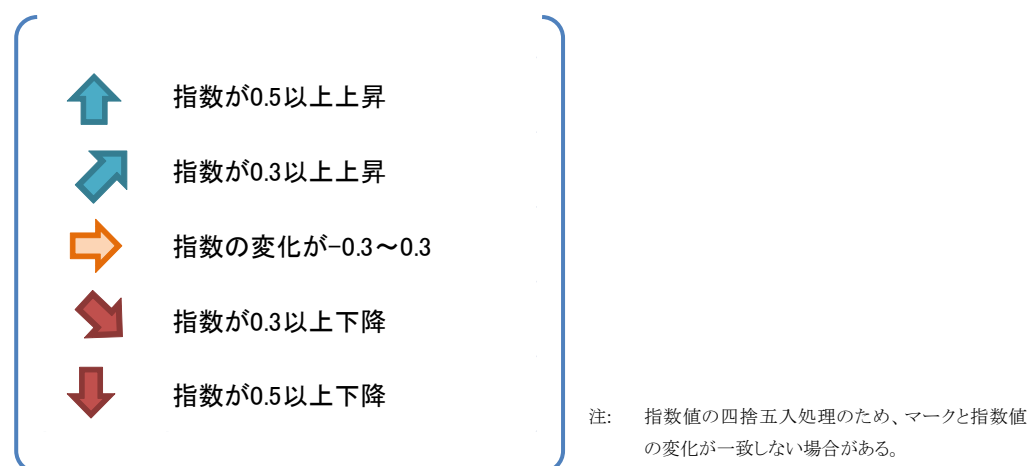 指数が0.5以上上昇
指数が0.3以上上昇
指数の変化が-0.3～0.3
指数が0.3以上下降
指数が0.5以上下降
注: 指数値の四捨五入処理のため、マークと指数値
の変化が一致しない場合がある。